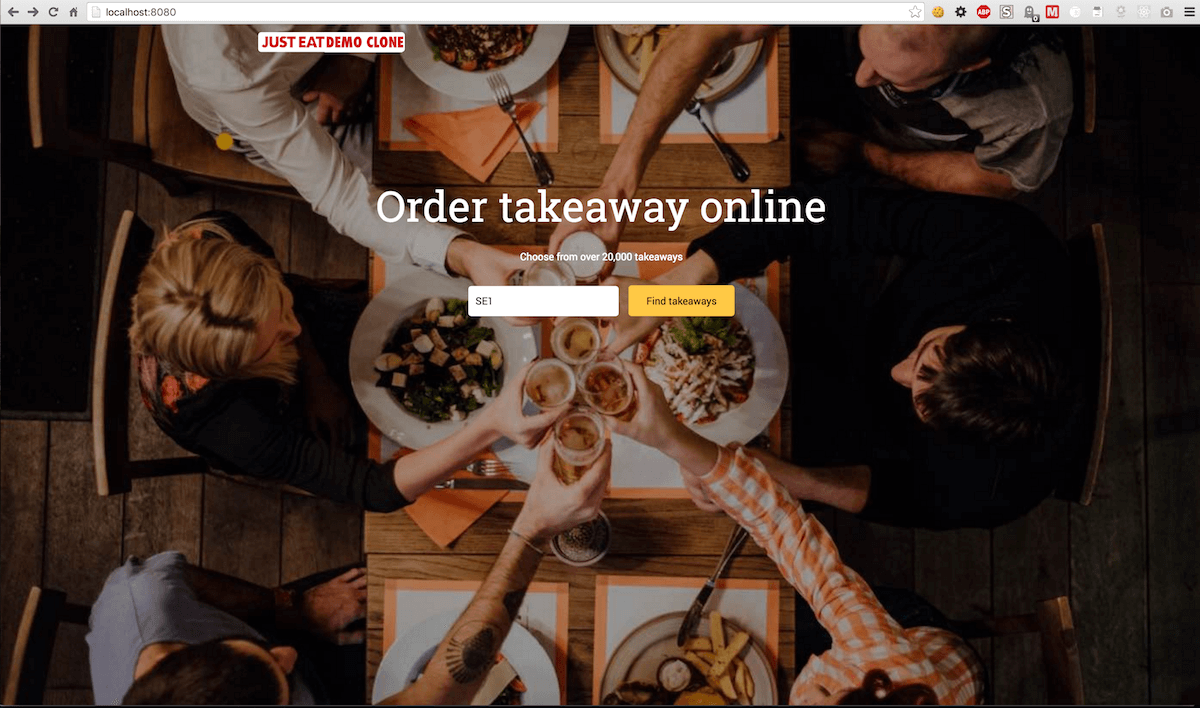 localhost:8080
ABP
S
0
M
JUST EAT DEMO CLONE
Order takeaway online
Choose from over 20,000 takeaways
SE1
Find takeaways